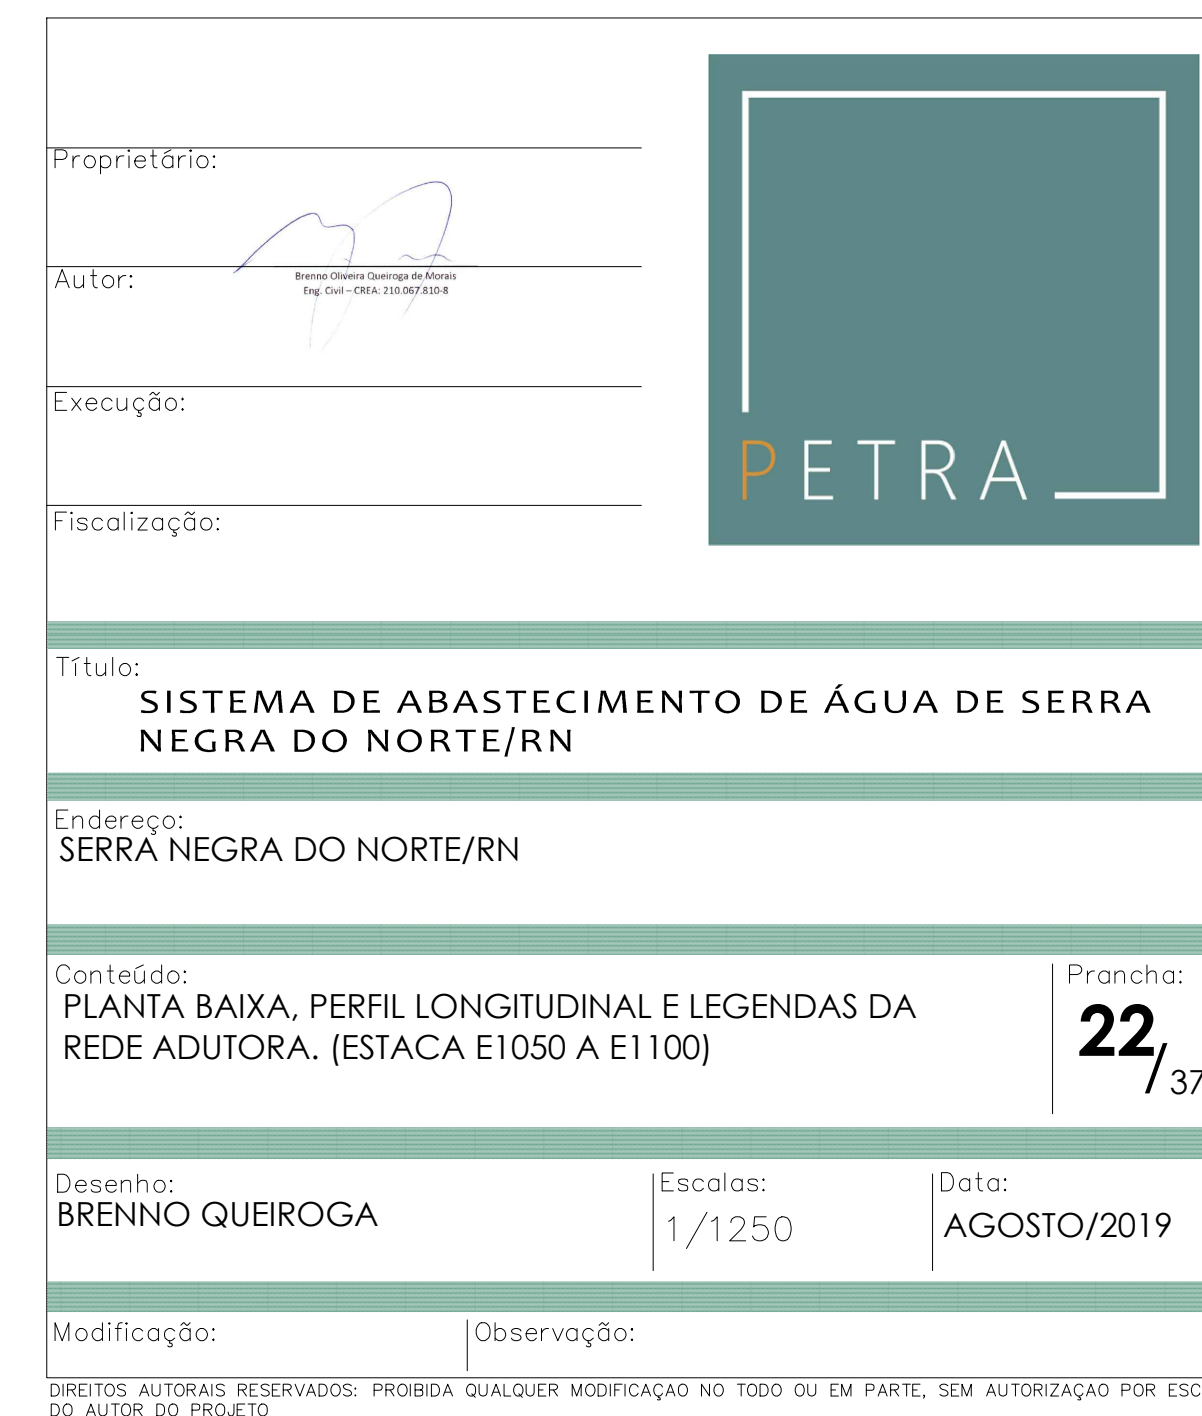 Proprietário:
Brenno Oliveira Queiroga de Morais
Autor:
Eng. Civil – CREA: 210.067.810-8
Execução:
PETRA
Fiscalização:
Título:
SISTEMA DE ABASTECIMENTO DE ÁGUA DE SERRA
NEGRA DO NORTE/RN
Endereço:
SERRA NEGRA DO NORTE/RN
Conteúdo:
PLANTA BAIXA, PERFIL LONGITUDINAL E LEGENDAS DA
REDE ADUTORA. (ESTACA E1050 A E1100)
Prancha:
22/37
Desenho:
BRENNO QUEIROGA
Escalas:
1/1250
Data:
AGOSTO/2019
Modificação:
Observação:
DIREITOS AUTORAIS RESERVADOS: PROIBIDA QUALQUER MODIFICAÇAO NO TODO OU EM PARTE, SEM AUTORIZAÇAO POR ESC
DO AUTOR DO PROJETO